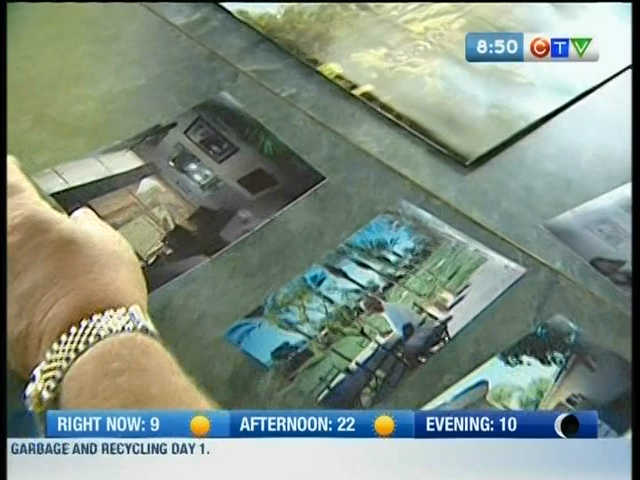 8:50 CTV
RIGHT NOW: 9 AFTERNOON: 22 EVENING: 10
GARBAGE AND RECYCLING DAY 1.